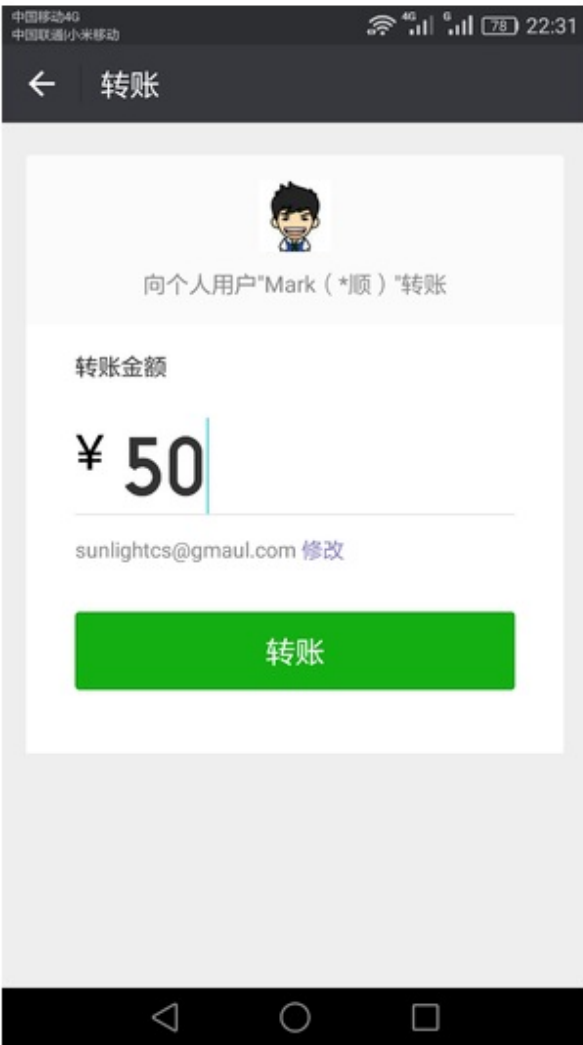 中国移动4G
中国联通|小米移动
4G G 78 22:31
转账
向个人用户"Mark（*顺）"转账
转账金额
¥ 50
sunlightcs@gmaul.com 修改
转账